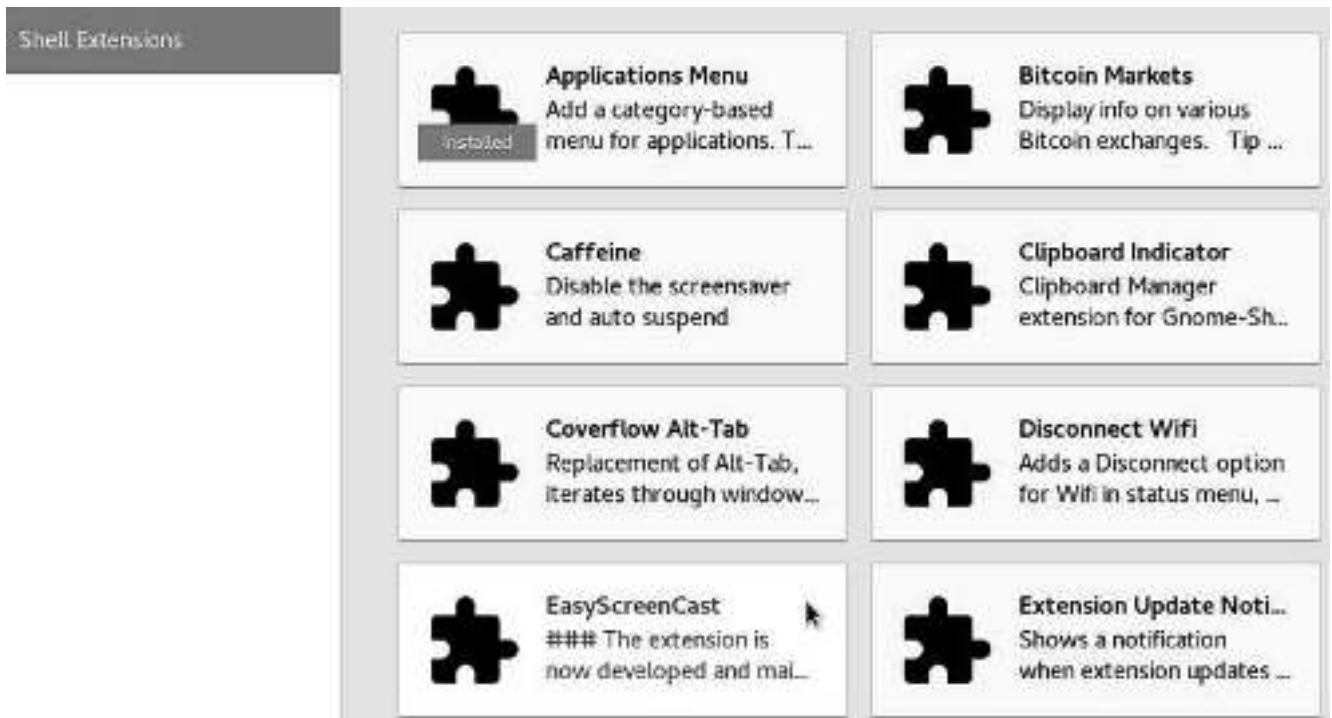 Shell Extensions
Applications Menu
Add a category-based
menu for applications. T...
Installed
Bitcoin Markets
Display info on various
Bitcoin exchanges. Tip ...
Caffeine
Disable the screensaver
and auto suspend
Clipboard Indicator
Clipboard Manager
extension for Gnome-Sh...
Coverflow Alt-Tab
Replacement of Alt-Tab,
iterates through window...
Disconnect Wifi
Adds a Disconnect option
for Wifi in status menu, ...
EasyScreenCast
### The extension is
now developed and mai...
Extension Update Noti...
Shows a notification
when extension updates ...